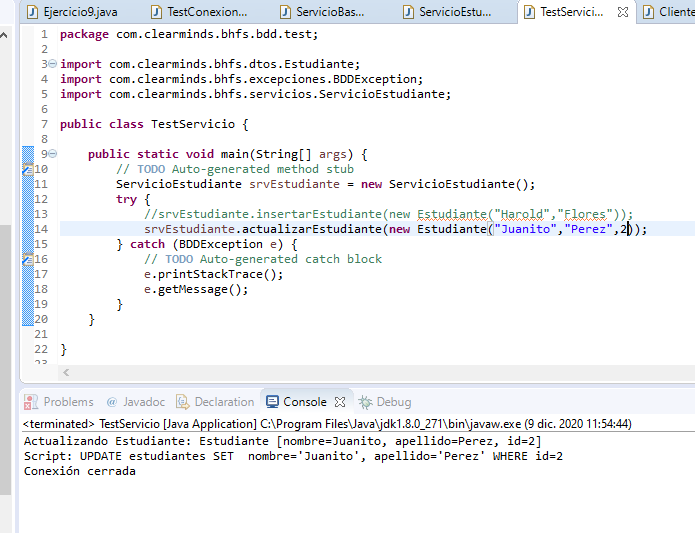 Ejercicio9.java
TestConexion...
ServicioBas...
ServicioEstu...
TestServici...
Cliente
1 package com.clearminds.bhfs.bdd.test;
2
3 import com.clearminds.bhfs.dtos.Estudiante;
4 import com.clearminds.bhfs.excepciones.BDDException;
5 import com.clearminds.bhfs.servicios.ServicioEstudiante;
6
7 public class TestServicio {
8
9 public static void main(String[] args) {
10 // TODO Auto-generated method stub
11 ServicioEstudiante srvEstudiante = new ServicioEstudiante();
12 try {
13 //srvEstudiante.insertarEstudiante(new Estudiante("Harold","Flores"));
14 srvEstudiante.actualizarEstudiante(new Estudiante("Juanito","Perez",2));
15 } catch (BDDException e) {
16 // TODO Auto-generated catch block
17 e.printStackTrace();
18 e.getMessage();
19 }
20 }
21
22 }
23
Problems @ Javadoc Declaration Console Debug
<terminated> TestServicio [Java Application] C:\Program Files\Java\jdk1.8.0_271\bin\javaw.exe (9 dic. 2020 11:54:44)
Actualizando Estudiante: Estudiante [nombre=Juanito, apellido=Perez, id=2]
Script: UPDATE estudiantes SET  nombre='Juanito', apellido='Perez' WHERE id=2
Conexión cerrada